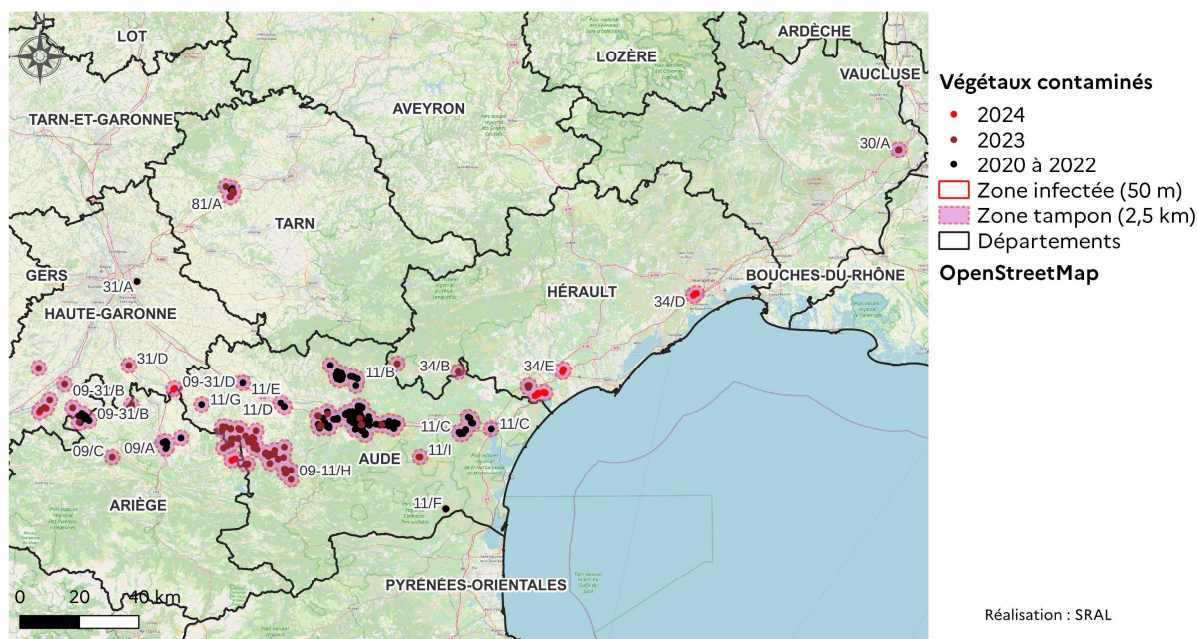 LOT
ARDÈCHE
LOZÈRE
VAUCLUSE
AVEYRON
TARN-ET-GARONNE
30/A
81/A
TARN
GERS
BOUCHES-DU-RHÔNE
31/A
HÉRAULT
34/D
HAUTE-GARONNE
31/D
34/B
34/E
11/B
09-31/D
11/E
09-31/B
11/G
11/D
09-31/B
11/C
11/C
09/A
09/C
11/I
AUDE
09-11/H
ARIÈGE
11/F
PYRÉNÉES-ORIENTALES
0 20 40 km
Végétaux contaminés
2024
2023
2020 à 2022
Zone infectée (50 m)
Zone tampon (2,5 km)
Départements
OpenStreetMap
Réalisation : SRAL